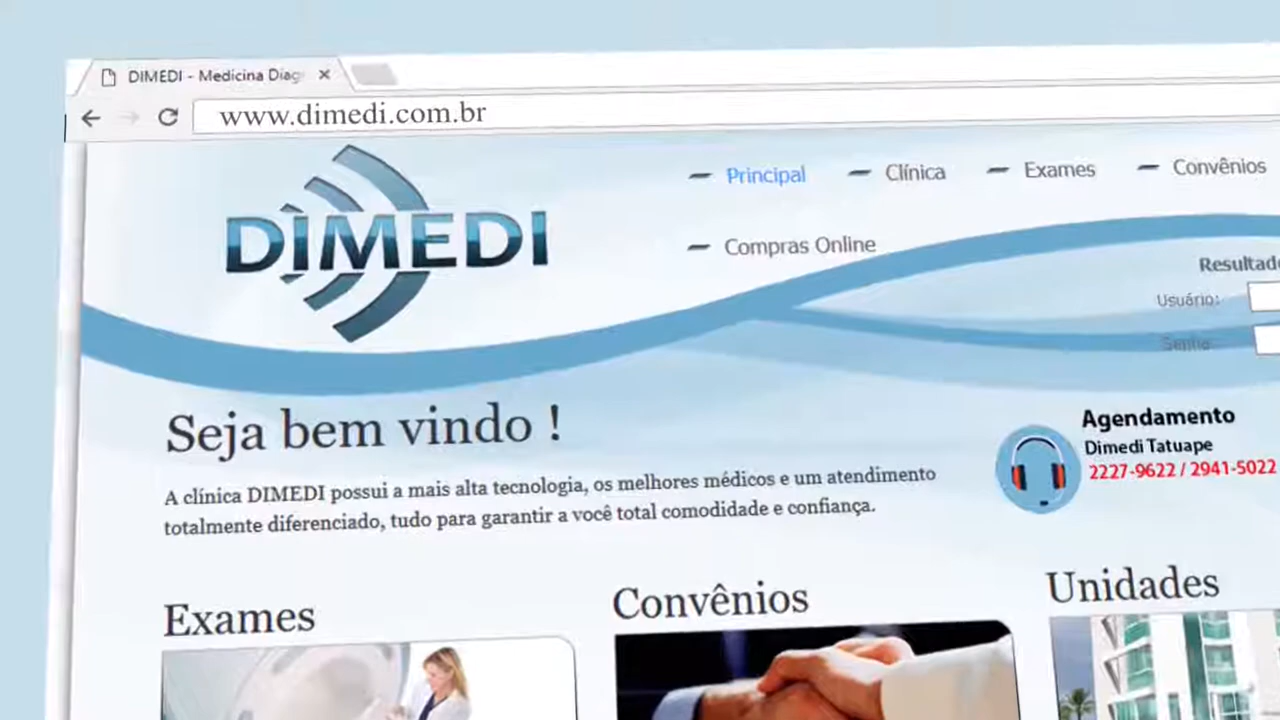 DIMEDI - Medicina Diag
www.dimedi.com.br
DIMEDI
Principal
Clínica
Exames
Convênios
Compras Online
Resultado
Usuário:
Senha
Seja bem vindo !
A clínica DIMEDI possui a mais alta tecnologia, os melhores médicos e um atendimento
totalmente diferenciado, tudo para garantir a você total comodidade e confiança.
Agendamento
Dimedi Tatuape
2227-9622 / 2941-5022
Exames
Convênios
Unidades